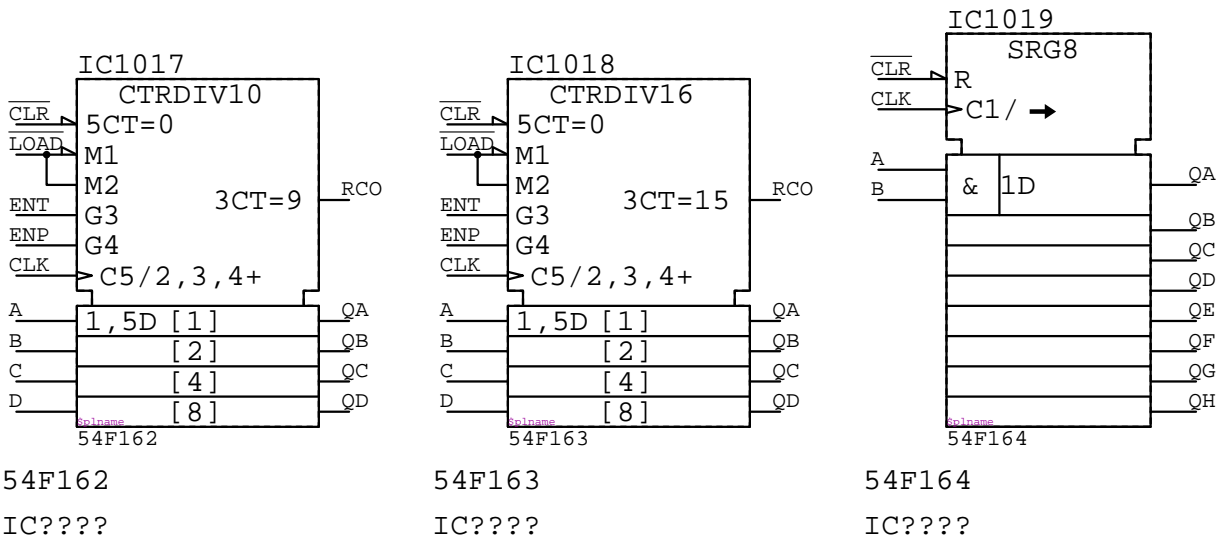 IC1017
CTRDIV10
CLR
5CT=0
LOAD
M1
M2
3CT=9
RCO
ENT
G3
ENP
G4
CLK
C5/2,3,4+
A
1,5D [1]
QA
B
[2]
QB
C
[4]
QC
D
[8]
QD
$plname
54F162
54F162
IC????
IC1018
CTRDIV16
CLR
5CT=0
LOAD
M1
M2
3CT=15
RCO
ENT
G3
ENP
G4
CLK
C5/2,3,4+
A
1,5D [1]
QA
B
[2]
QB
C
[4]
QC
D
[8]
QD
$plname
54F163
54F163
IC????
IC1019
SRG8
CLR
R
CLK
C1/ →
A
B
& 1D
QA
QB
QC
QD
QE
QF
QG
QH
$plname
54F164
54F164
IC????